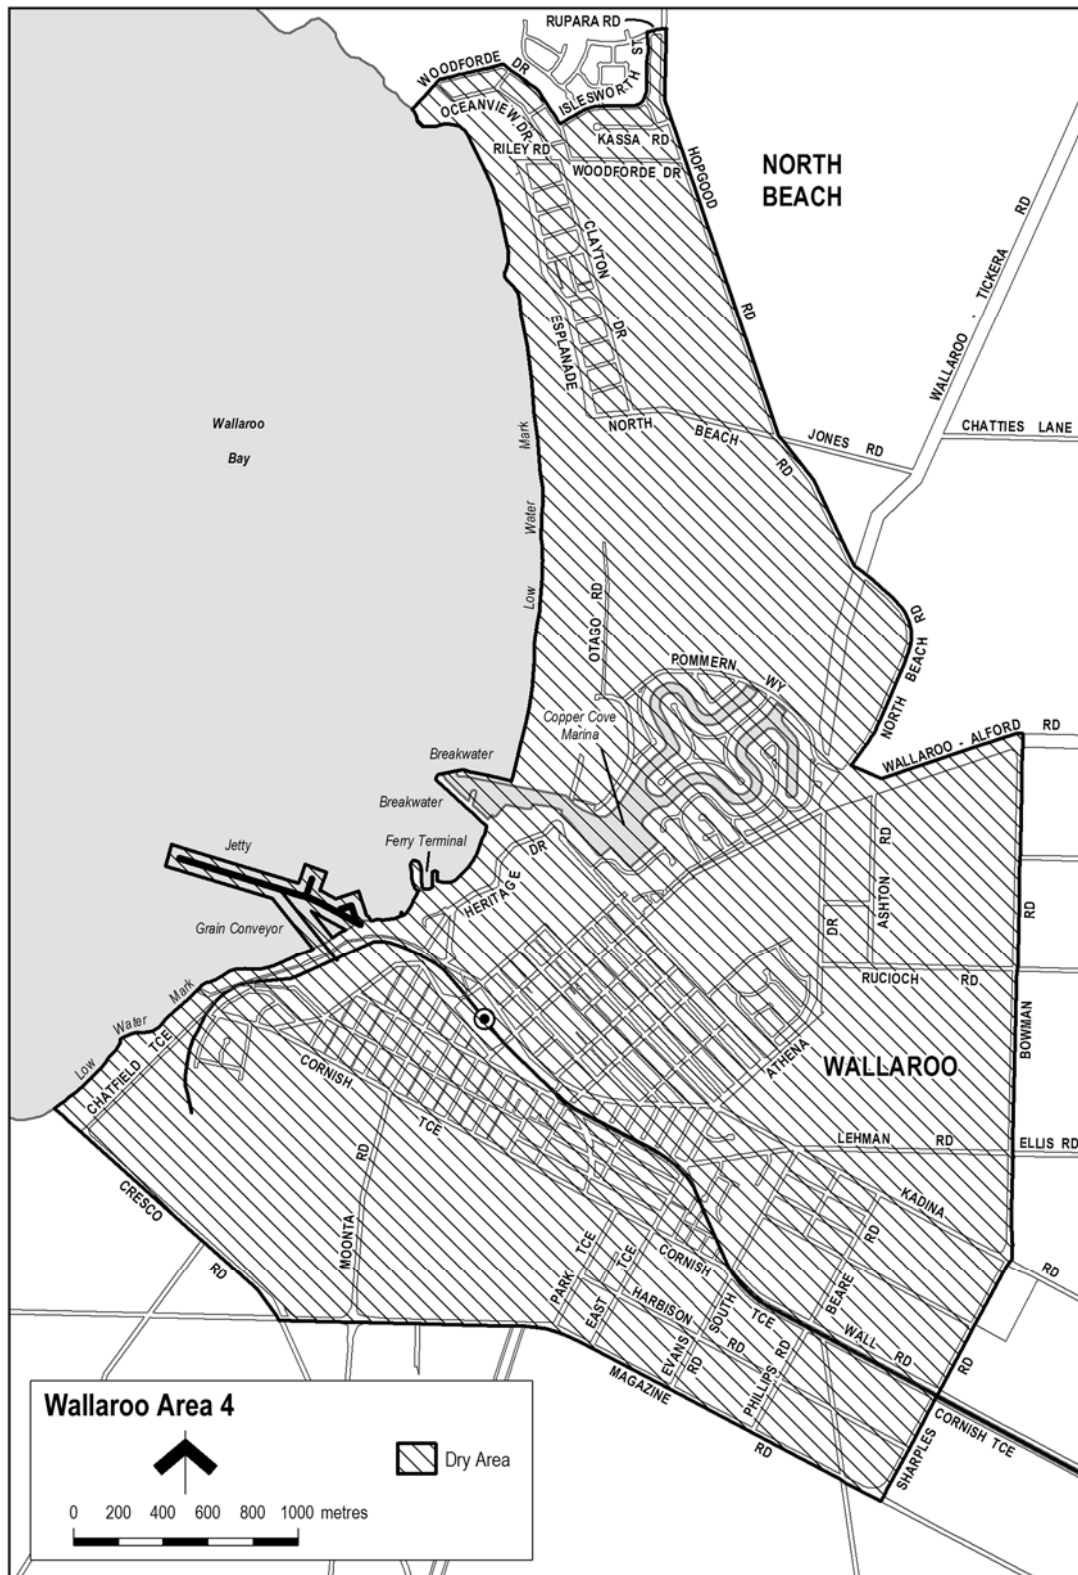 RUPARA RD
WOODFORDE DR
ISLESWORTH ST
OCEANVIEW DR
KASSA RD
RILEY RD
WOODFORDE DR
HOPGOOD RD
NORTH
BEACH
CLAYTON DR
ESPLANADE
WALLAROO - TICKERA RD
Wallaroo
Bay
NORTH BEACH RD
JONES RD
CHATTIES LANE
Low Water Mark
OTAGO RD
NORTH BEACH RD
POMMERN WY
Copper Cove
Marina
WALLAROO - ALFORD RD
Breakwater
Breakwater
Ferry Terminal
Jetty
HERITAGE DR
Grain Conveyor
ASHTON RD
RUCIOCH RD
BOWMAN RD
Low Water Mark
CHATFIELD TCE
CORNISH TCE
ATHENA DR
WALLAROO
LEHMAN RD
ELLIS RD
CRESCO RD
MOONTA RD
KADINA RD
PARK TCE
EAST TCE
CORNISH TCE
HARBISON RD
SOUTH
BEARE RD
WALL RD
EVANS RD
PHILLIPS RD
MAGAZINE RD
SHARPLES RD
CORNISH TCE
Wallaroo Area 4
Dry Area
0 200 400 600 800 1000 metres